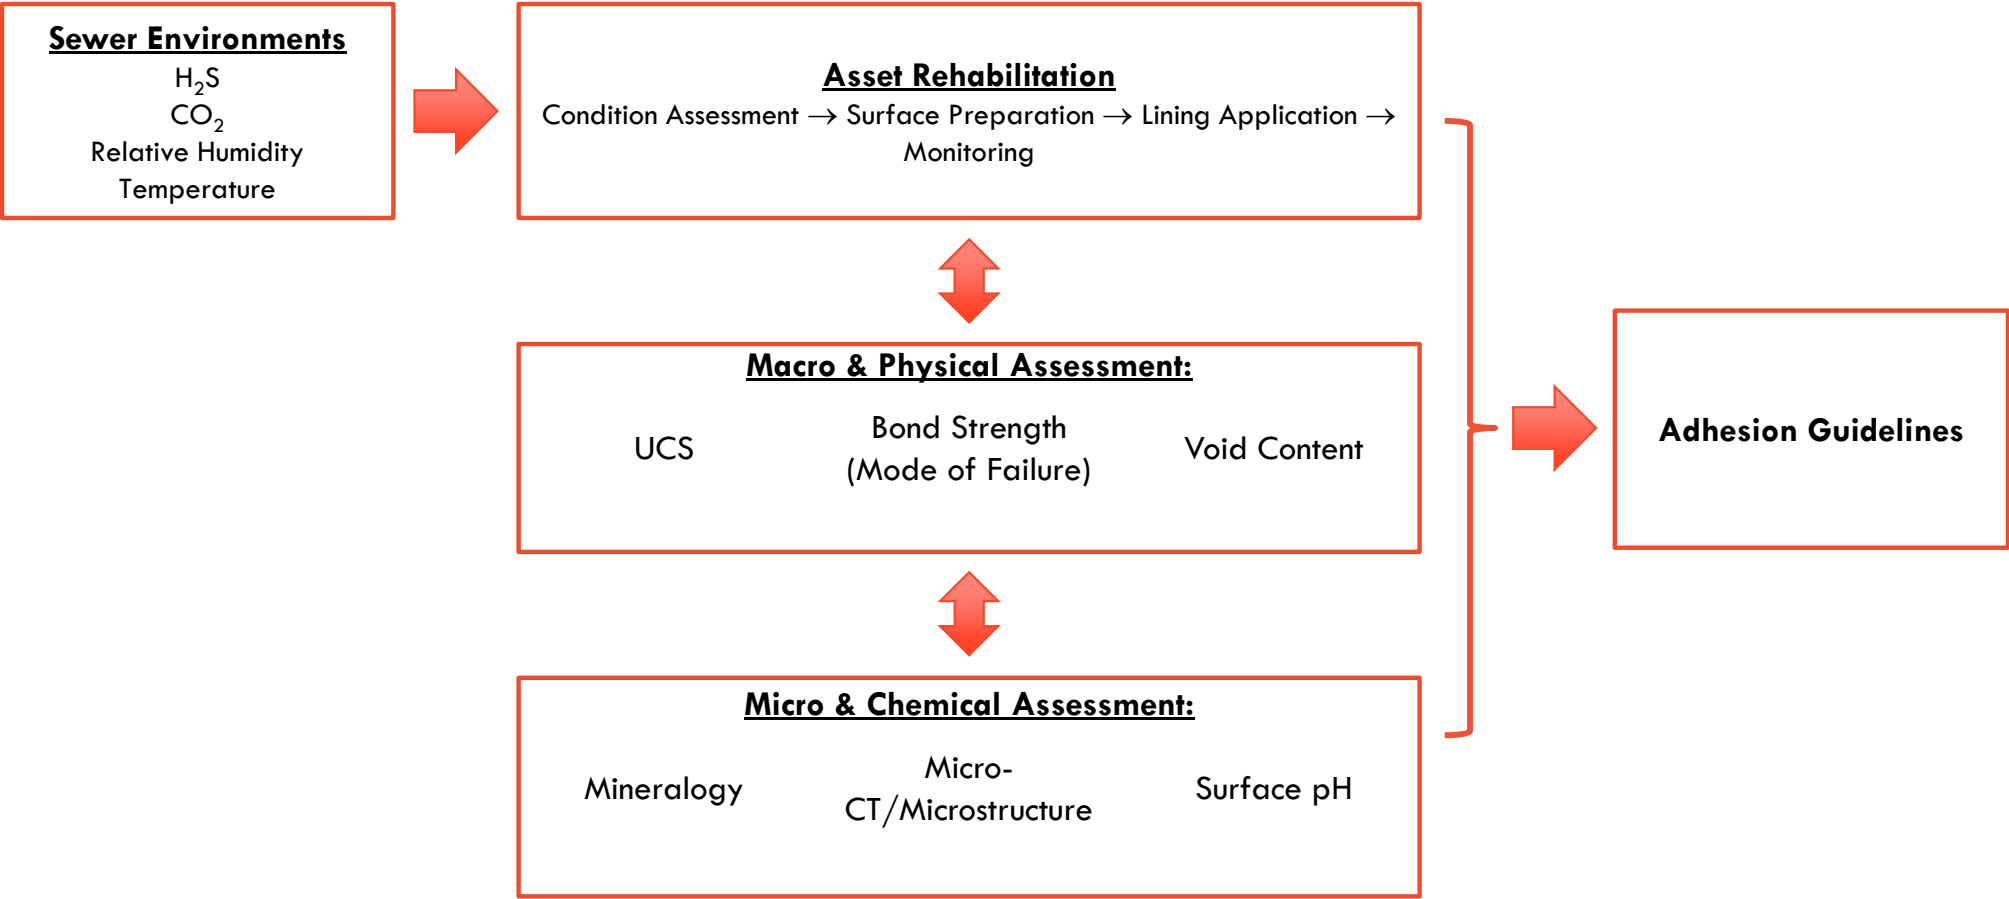 Sewer Environments
H₂S
CO₂
Relative Humidity
Temperature
Asset Rehabilitation
Condition Assessment → Surface Preparation → Lining Application →
Monitoring
Macro & Physical Assessment:
UCS
Bond Strength
(Mode of Failure)
Void Content
Micro & Chemical Assessment:
Mineralogy
Micro-
CT/Microstructure
Surface pH
Adhesion Guidelines